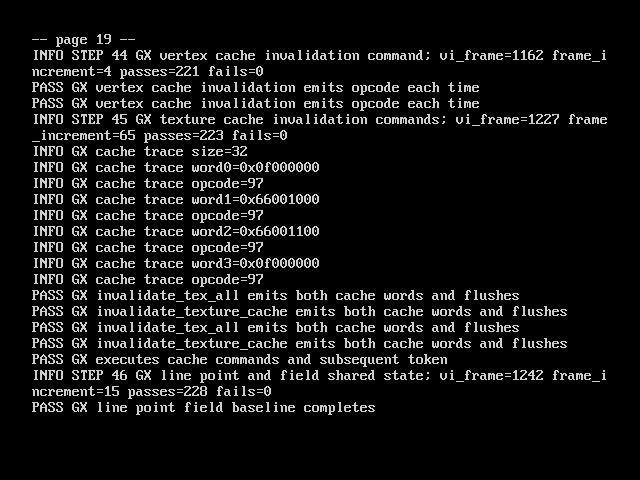 -- page 19 --
INFO STEP 44 GX vertex cache invalidation command; vi_frame=1162 frame_i
ncrement=4 passes=221 fails=0
PASS GX vertex cache invalidation emits opcode each time
PASS GX vertex cache invalidation emits opcode each time
INFO STEP 45 GX texture cache invalidation commands; vi_frame=1227 frame
_increment=65 passes=223 fails=0
INFO GX cache trace size=32
INFO GX cache trace word0=0x0f000000
INFO GX cache trace opcode=97
INFO GX cache trace word1=0x66001000
INFO GX cache trace opcode=97
INFO GX cache trace word2=0x66001100
INFO GX cache trace opcode=97
INFO GX cache trace word3=0x0f000000
INFO GX cache trace opcode=97
PASS GX invalidate_tex_all emits both cache words and flushes
PASS GX invalidate_texture_cache emits both cache words and flushes
PASS GX invalidate_tex_all emits both cache words and flushes
PASS GX invalidate_texture_cache emits both cache words and flushes
PASS GX executes cache commands and subsequent token
INFO STEP 46 GX line point and field shared state; vi_frame=1242 frame_i
ncrement=15 passes=228 fails=0
PASS GX line point field baseline completes